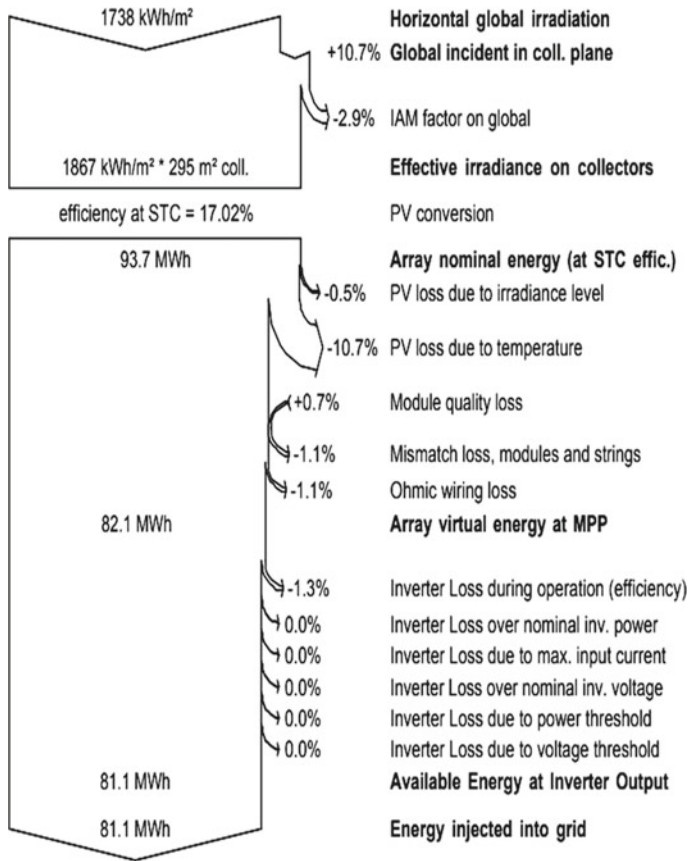 1738 kWh/m² Horizontal global irradiation
+10.7% Global incident in coll. plane
-2.9% IAM factor on global
1867 kWh/m² * 295 m² coll. Effective irradiance on collectors
efficiency at STC = 17.02% PV conversion
93.7 MWh Array nominal energy (at STC effic.)
-0.5% PV loss due to irradiance level
-10.7% PV loss due to temperature
+0.7% Module quality loss
-1.1% Mismatch loss, modules and strings
-1.1% Ohmic wiring loss
82.1 MWh Array virtual energy at MPP
-1.3% Inverter Loss during operation (efficiency)
0.0% Inverter Loss over nominal inv. power
0.0% Inverter Loss due to max. input current
0.0% Inverter Loss over nominal inv. voltage
0.0% Inverter Loss due to power threshold
0.0% Inverter Loss due to voltage threshold
81.1 MWh Available Energy at Inverter Output
81.1 MWh Energy injected into grid